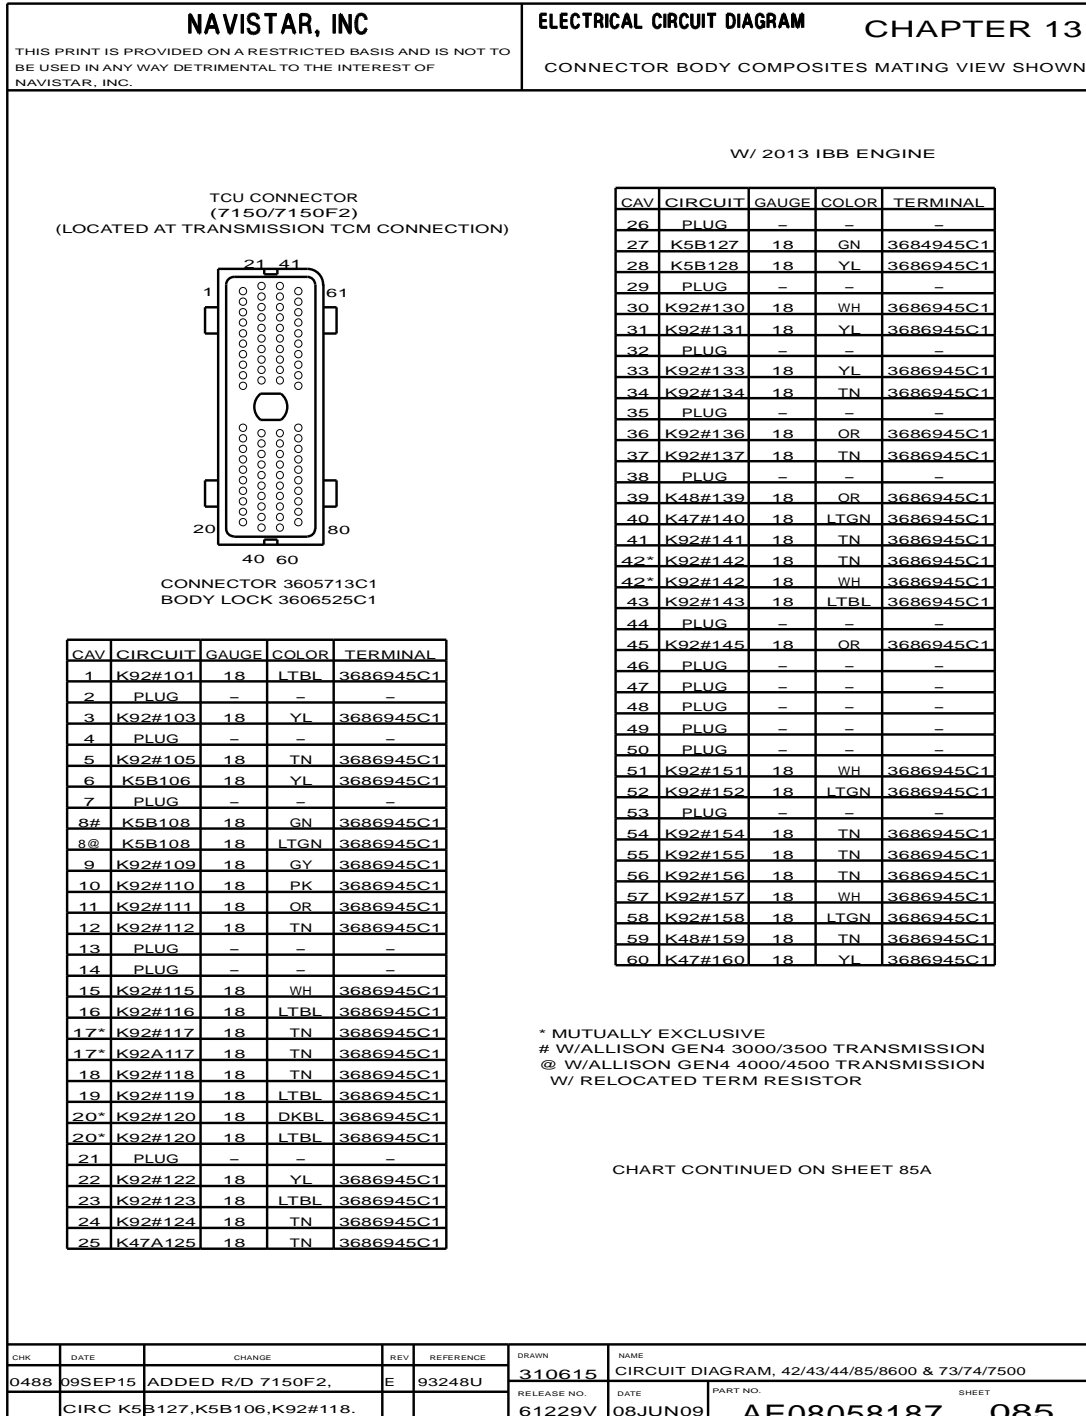 NAVISTAR, INC
THIS PRINT IS PROVIDED ON A RESTRICTED BASIS AND IS NOT TO
BE USED IN ANY WAY DETRIMENTAL TO THE INTEREST OF
NAVISTAR, INC.
ELECTRICAL CIRCUIT DIAGRAM
CHAPTER 13
CONNECTOR BODY COMPOSITES MATING VIEW SHOWN
TCU CONNECTOR
(7150/7150F2)
(LOCATED AT TRANSMISSION TCM CONNECTION)
21 41
1 61
20 80
40 60
CONNECTOR 3605713C1
BODY LOCK 3606525C1
CAV CIRCUIT GAUGE COLOR TERMINAL
1 K92#101 18 LTBL 3686945C1
2 PLUG – – –
3 K92#103 18 YL 3686945C1
4 PLUG – – –
5 K92#105 18 TN 3686945C1
6 K5B106 18 YL 3686945C1
7 PLUG – – –
8# K5B108 18 GN 3686945C1
8@ K5B108 18 LTGN 3686945C1
9 K92#109 18 GY 3686945C1
10 K92#110 18 PK 3686945C1
11 K92#111 18 OR 3686945C1
12 K92#112 18 TN 3686945C1
13 PLUG – – –
14 PLUG – – –
15 K92#115 18 WH 3686945C1
16 K92#116 18 LTBL 3686945C1
17* K92#117 18 TN 3686945C1
17* K92A117 18 TN 3686945C1
18 K92#118 18 TN 3686945C1
19 K92#119 18 LTBL 3686945C1
20* K92#120 18 DKBL 3686945C1
20* K92#120 18 LTBL 3686945C1
21 PLUG – – –
22 K92#122 18 YL 3686945C1
23 K92#123 18 LTBL 3686945C1
24 K92#124 18 TN 3686945C1
25 K47A125 18 TN 3686945C1
W/ 2013 IBB ENGINE
CAV CIRCUIT GAUGE COLOR TERMINAL
26 PLUG – – –
27 K5B127 18 GN 3684945C1
28 K5B128 18 YL 3686945C1
29 PLUG – – –
30 K92#130 18 WH 3686945C1
31 K92#131 18 YL 3686945C1
32 PLUG – – –
33 K92#133 18 YL 3686945C1
34 K92#134 18 TN 3686945C1
35 PLUG – – –
36 K92#136 18 OR 3686945C1
37 K92#137 18 TN 3686945C1
38 PLUG – – –
39 K48#139 18 OR 3686945C1
40 K47#140 18 LTGN 3686945C1
41 K92#141 18 TN 3686945C1
42* K92#142 18 TN 3686945C1
42* K92#142 18 WH 3686945C1
43 K92#143 18 LTBL 3686945C1
44 PLUG – – –
45 K92#145 18 OR 3686945C1
46 PLUG – – –
47 PLUG – – –
48 PLUG – – –
49 PLUG – – –
50 PLUG – – –
51 K92#151 18 WH 3686945C1
52 K92#152 18 LTGN 3686945C1
53 PLUG – – –
54 K92#154 18 TN 3686945C1
55 K92#155 18 TN 3686945C1
56 K92#156 18 TN 3686945C1
57 K92#157 18 WH 3686945C1
58 K92#158 18 LTGN 3686945C1
59 K48#159 18 TN 3686945C1
60 K47#160 18 YL 3686945C1
* MUTUALLY EXCLUSIVE
# W/ALLISON GEN4 3000/3500 TRANSMISSION
@ W/ALLISON GEN4 4000/4500 TRANSMISSION
W/ RELOCATED TERM RESISTOR
CHART CONTINUED ON SHEET 85A
CHK DATE CHANGE REV REFERENCE
0488 09SEP15 ADDED R/D 7150F2, E 93248U
CIRC K5B127,K5B106,K92#118.
DRAWN
310615
NAME
CIRCUIT DIAGRAM, 42/43/44/85/8600 & 73/74/7500
RELEASE NO.
61229V
DATE
08JUN09
PART NO.
AE08058187
SHEET
085